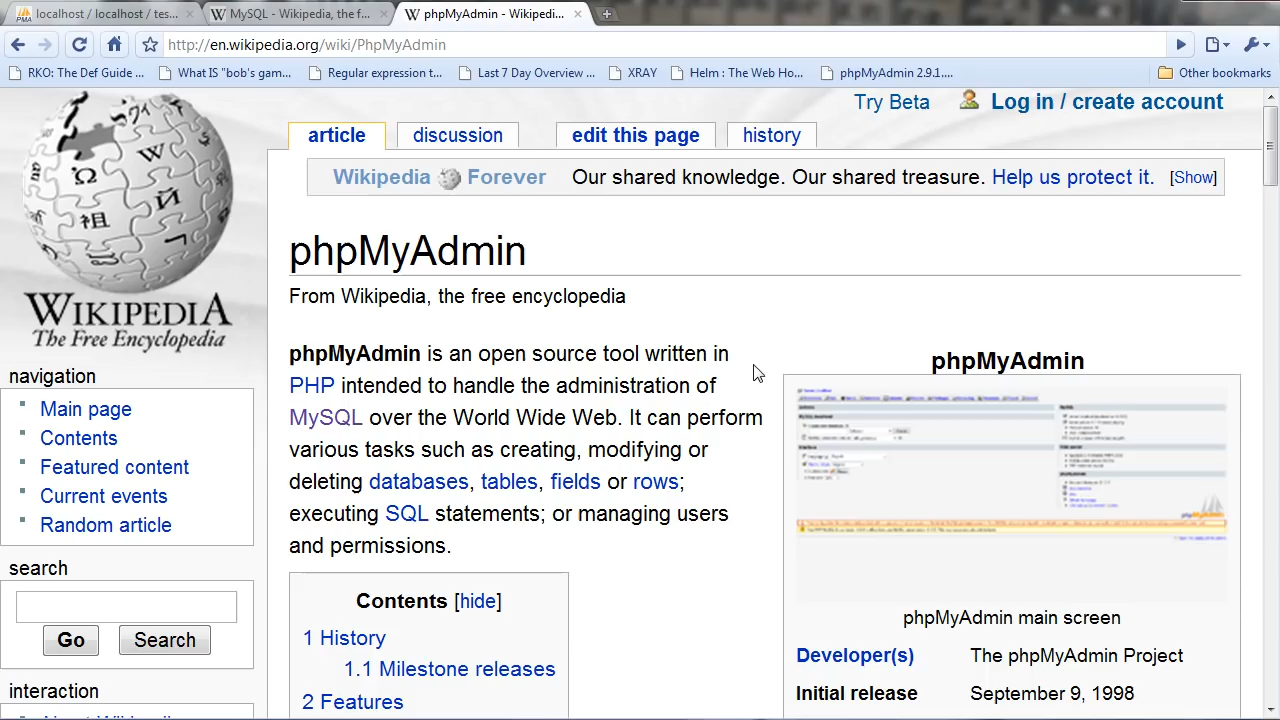 localhost / localhost / tes...
MySQL - Wikipedia, the f...
phpMyAdmin - Wikipedi...
http://en.wikipedia.org/wiki/PhpMyAdmin
RKO: The Def Guide ...
What IS "bob's gam...
Regular expression t...
Last 7 Day Overview ...
XRAY
Helm : The Web Ho...
phpMyAdmin 2.9.1....
Other bookmarks
Try Beta
Log in / create account
article
discussion
edit this page
history
Wikipedia Forever Our shared knowledge. Our shared treasure. Help us protect it. [Show]
WIKIPEDIA
The Free Encyclopedia
phpMyAdmin
From Wikipedia, the free encyclopedia
phpMyAdmin is an open source tool written in
PHP intended to handle the administration of
MySQL over the World Wide Web. It can perform
various tasks such as creating, modifying or
deleting databases, tables, fields or rows;
executing SQL statements; or managing users
and permissions.
navigation
Main page
Contents
Featured content
Current events
Random article
search
Go
Search
interaction
Contents [hide]
1 History
1.1 Milestone releases
2 Features
phpMyAdmin
phpMyAdmin main screen
Developer(s) The phpMyAdmin Project
Initial release September 9, 1998